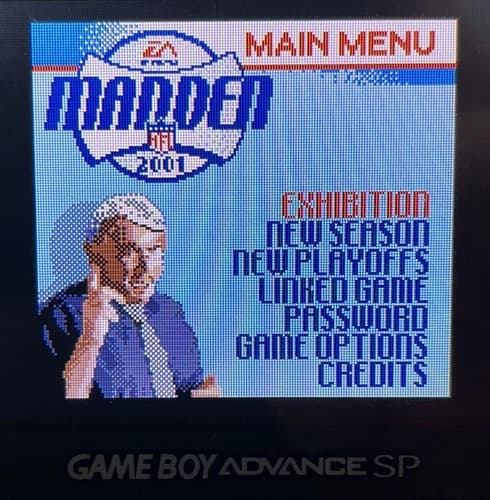 MAIN MENU
EA
MADDEN
NFL
2001
EXHIBITION
NEW SEASON
NEW PLAYOFFS
LINKED GAME
PASSWORD
GAME OPTIONS
CREDITS
GAME BOY ADVANCE SP